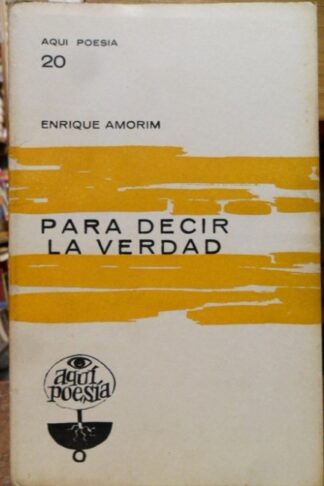 AQUI POESIA
20
ENRIQUE AMORIM
PARA DECIR
LA VERDAD
aquí
poesía